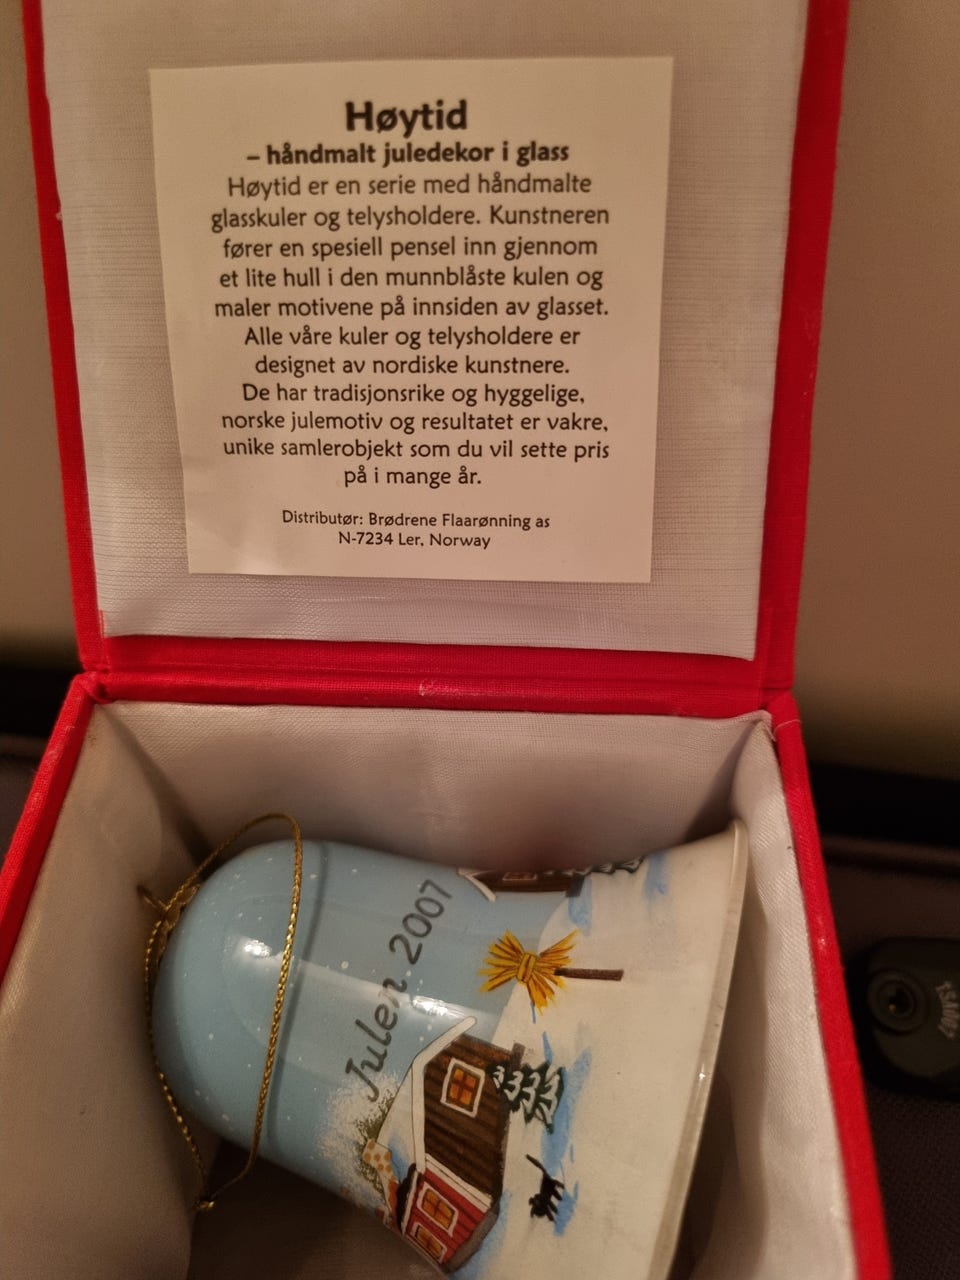 Høytid
– håndmalt juledekor i glass
Høytid er en serie med håndmalte
glasskuler og telysholdere. Kunstneren
fører en spesiell pensel inn gjennom
et lite hull i den munnblåste kulen og
maler motivene på innsiden av glasset.
Alle våre kuler og telysholdere er
designet av nordiske kunstnere.
De har tradisjonsrike og hyggelige,
norske julemotiv og resultatet er vakre,
unike samlerobjekt som du vil sette pris
på i mange år.
Distributør: Brødrene Flaarønning as
N-7234 Ler, Norway
Julen 2007